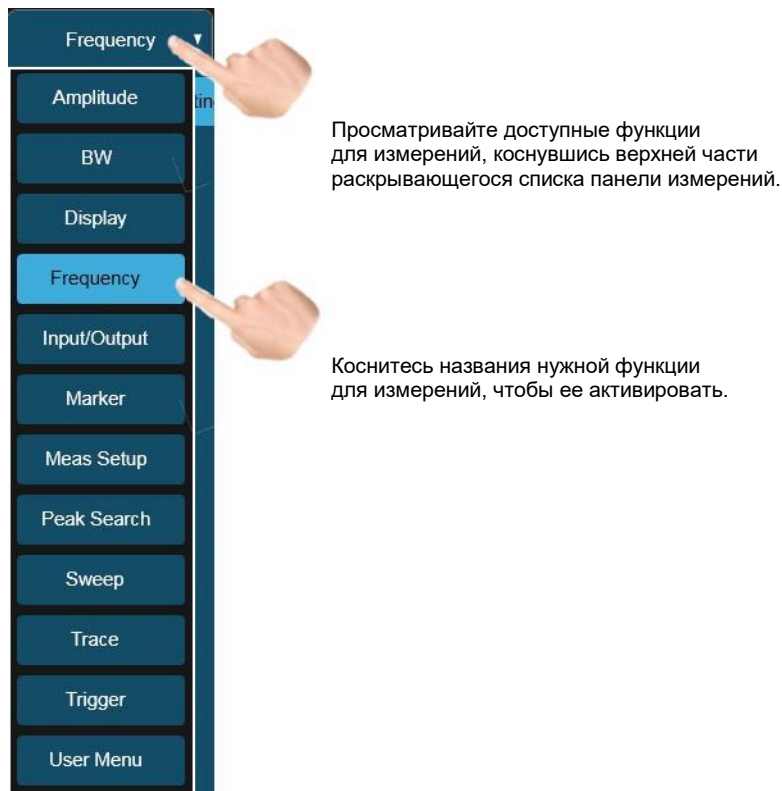 Frequency
Amplitude
tin
BW
Display
Frequency
Input/Output
Marker
Meas Setup
Peak Search
Sweep
Trace
Trigger
User Menu
Просматривайте доступные функции
для измерений, коснувшись верхней части
раскрывающегося списка панели измерений.
Коснитесь названия нужной функции
для измерений, чтобы ее активировать.